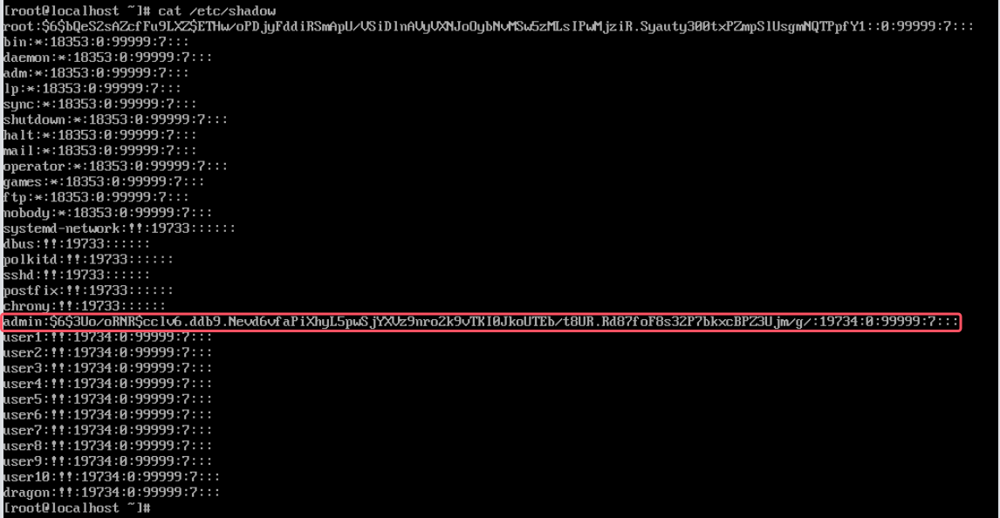 [root@localhost ~]# cat /etc/shadow
root:$6$bQeSZsAZcfFu9LXZ$ETHw/oPDjyFddiRSmApU/VSiDlnAVyVXNJoOybNvMSw5zMLsIPwMjziR.Syauty300txPZmpSlUsgmNQTPpfY1::0:99999:7:::
bin:*:18353:0:99999:7:::
daemon:*:18353:0:99999:7:::
adm:*:18353:0:99999:7:::
lp:*:18353:0:99999:7:::
sync:*:18353:0:99999:7:::
shutdown:*:18353:0:99999:7:::
halt:*:18353:0:99999:7:::
mail:*:18353:0:99999:7:::
operator:*:18353:0:99999:7:::
games:*:18353:0:99999:7:::
ftp:*:18353:0:99999:7:::
nobody:*:18353:0:99999:7:::
systemd-network:!!:19733::::::
dbus:!!:19733::::::
polkitd:!!:19733::::::
sshd:!!:19733::::::
postfix:!!:19733::::::
chrony:!!:19733::::::
admin:$6$3Uo/oRNR$cclv6.ddb9.Nevd6vfaPiXhyL5pwSjYXVz9nro2k9vTKI0JkoUTEb/t8UR.Rd87foF8s32P7bkxcBPZ3Ujm/g/:19734:0:99999:7:::
user1:!!:19734:0:99999:7:::
user2:!!:19734:0:99999:7:::
user3:!!:19734:0:99999:7:::
user4:!!:19734:0:99999:7:::
user5:!!:19734:0:99999:7:::
user6:!!:19734:0:99999:7:::
user7:!!:19734:0:99999:7:::
user8:!!:19734:0:99999:7:::
user9:!!:19734:0:99999:7:::
user10:!!:19734:0:99999:7:::
dragon:!!:19734:0:99999:7:::
[root@localhost ~]#